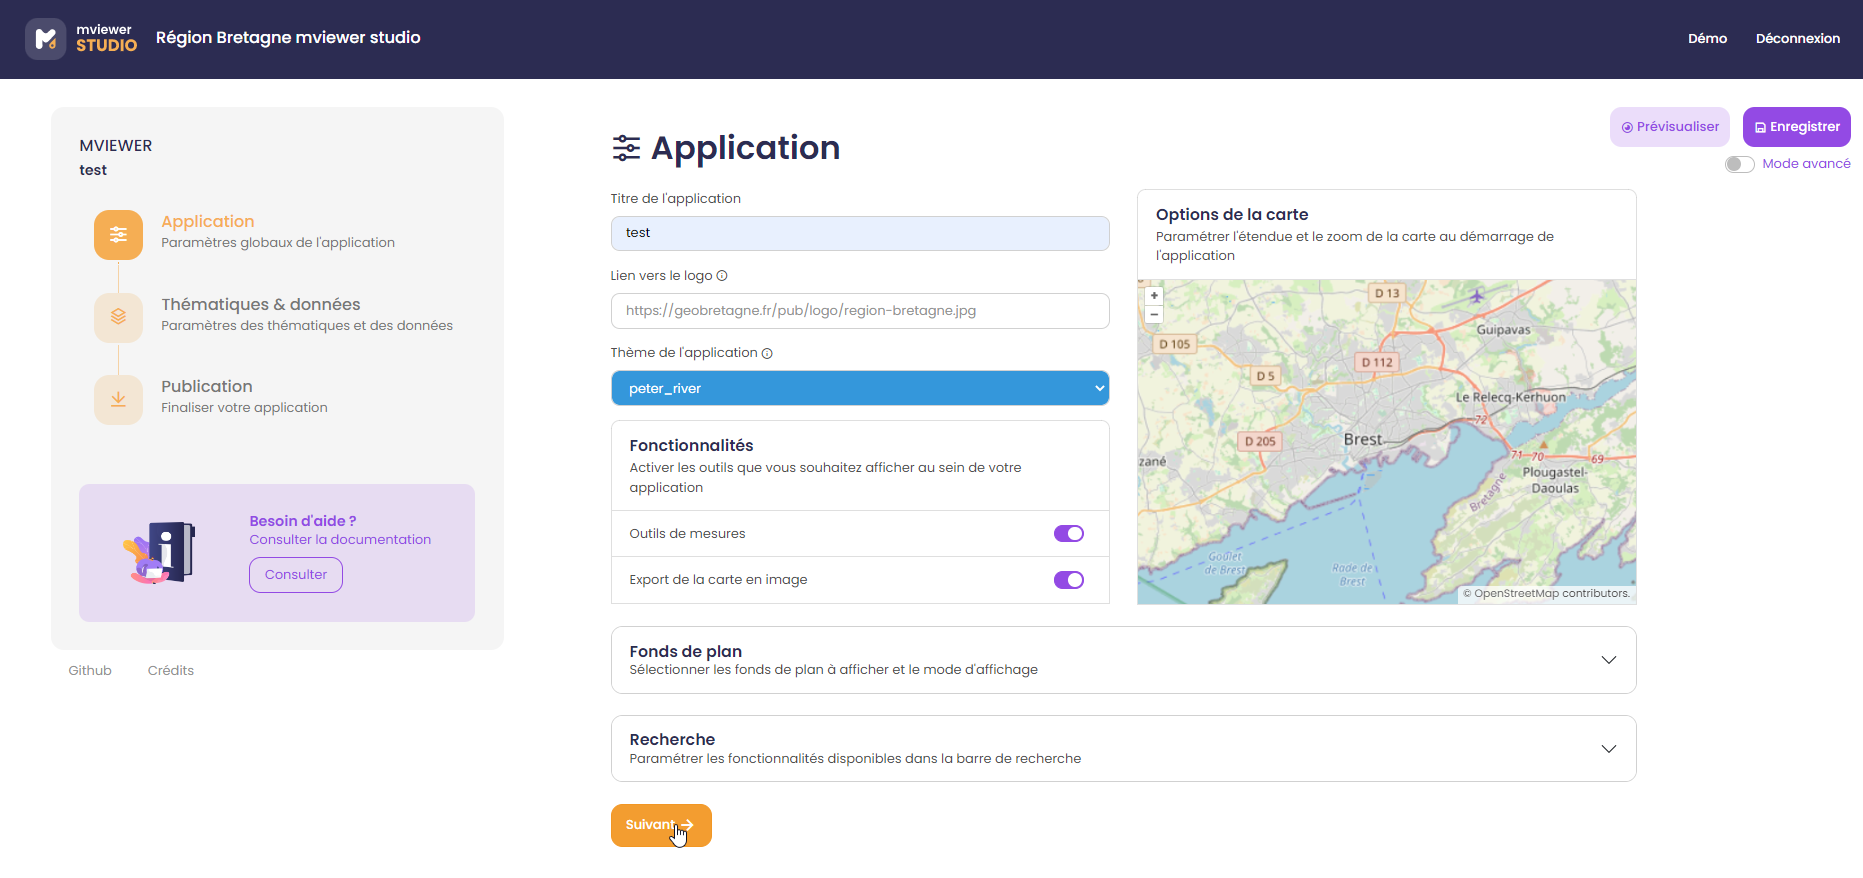 mviewer
STUDIO
Région Bretagne mviewer studio
Démo
Déconnexion
MVIEWER
test
Application
Paramètres globaux de l'application
Thématiques & données
Paramètres des thématiques et des données
Publication
Finaliser votre application
Besoin d'aide ?
Consulter la documentation
Consulter
Github
Crédits
Application
Prévisualiser
Enregistrer
Mode avancé
Titre de l'application
test
Lien vers le logo
https://geobretagne.fr/pub/logo/region-bretagne.jpg
Thème de l'application
peter_river
Fonctionnalités
Activer les outils que vous souhaitez afficher au sein de votre
application
Outils de mesures
Export de la carte en image
Options de la carte
Paramétrer l'étendue et le zoom de la carte au démarrage de
l'application
+
−
D 13
Guipavas
D 105
D 112
D 5
Le Relecq-Kerhuon
72
D 205
Brest
71-70
69
zané
Plougastel-
Daoulas
Bretagne
Goulet
de Brest
Rade de
Brest
© OpenStreetMap contributors.
Fonds de plan
Sélectionner les fonds de plan à afficher et le mode d'affichage
Recherche
Paramétrer les fonctionnalités disponibles dans la barre de recherche
Suivant